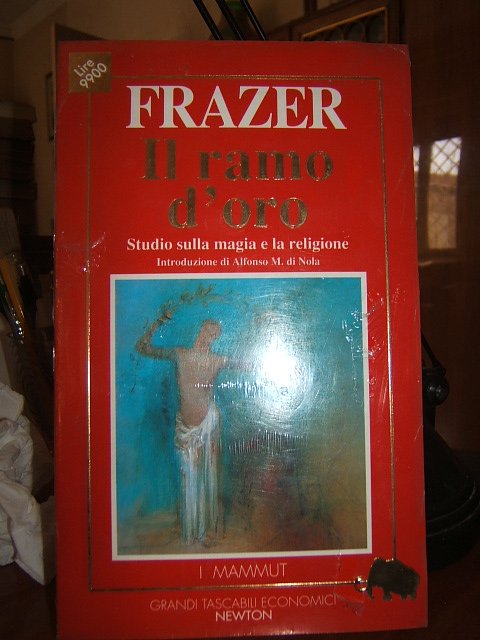 Lire
9900
FRAZER
Il ramo
d'oro
Studio sulla magia e la religione
Introduzione di Alfonso M. di Nola
I MAMMUT
GRANDI TASCABILI ECONOMICI
NEWTON